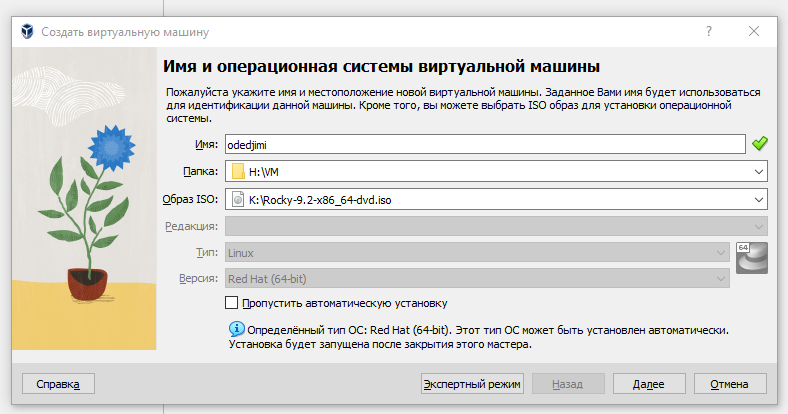 Создать виртуальную машину
Имя и операционная системы виртуальной машины
Пожалуйста укажите имя и местоположение новой виртуальной машины. Заданное Вами имя будет использоваться
для идентификации данной машины. Кроме того, вы можете выбрать ISO образ для установки операционной
системы.
Имя: odedjimi
Папка: H:\VM
Образ ISO: K:\Rocky-9.2-x86_64-dvd.iso
Редакция:
Тип: Linux
64
Версия: Red Hat (64-bit)
Пропустить автоматическую установку
Определённый тип ОС: Red Hat (64-bit). Этот тип ОС может быть установлен автоматически.
Установка будет запущена после закрытия этого мастера.
Справка Экспертный режим Назад Далее Отмена